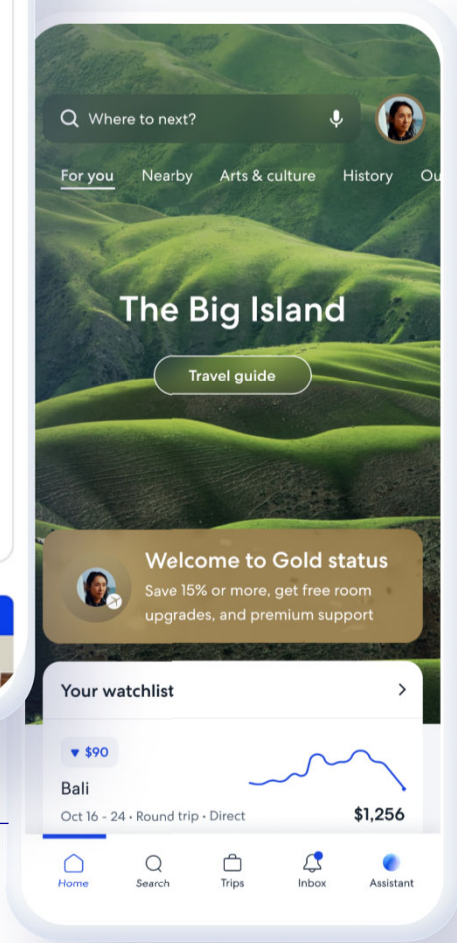 Where to next?
For you Nearby Arts & culture History Ou
The Big Island
Travel guide
Welcome to Gold status
Save 15% or more, get free room
upgrades, and premium support
Your watchlist
▼ $90
Bali
Oct 16 - 24 · Round trip · Direct $1,256
Home Search Trips Inbox Assistant